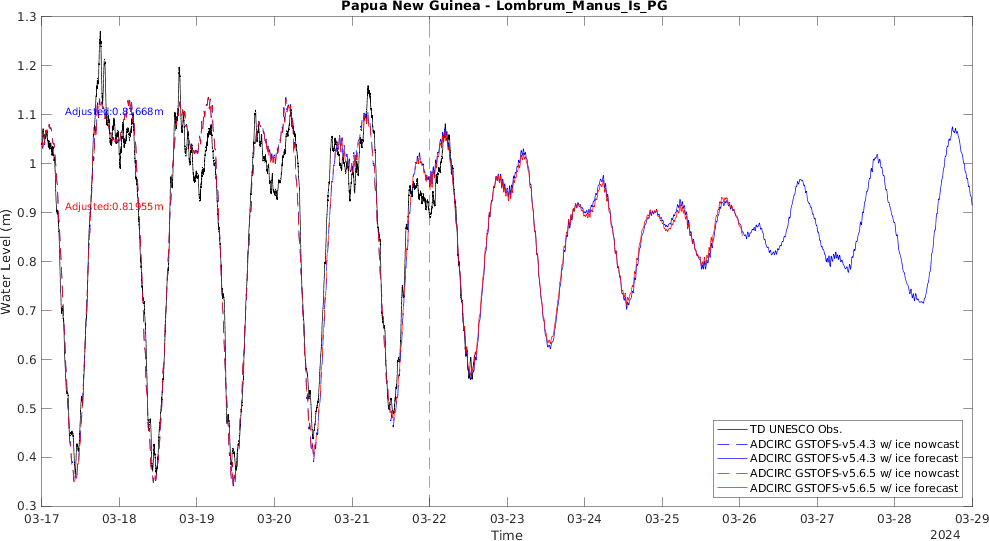 Papua New Guinea - Lombrum_Manus_Is_PG
1.3
1.2
1.1
1
0.9
0.8
0.7
0.6
0.5
0.4
0.3
Water Level (m)
Adjusted:0.81668m
Adjusted:0.81955m
TD UNESCO Obs.
ADCIRC GSTOFS-v5.4.3 w/ ice nowcast
ADCIRC GSTOFS-v5.4.3 w/ ice forecast
ADCIRC GSTOFS-v5.6.5 w/ ice nowcast
ADCIRC GSTOFS-v5.6.5 w/ ice forecast
03-17 03-18 03-19 03-20 03-21 03-22 03-23 03-24 03-25 03-26 03-27 03-28 03-29
Time
2024